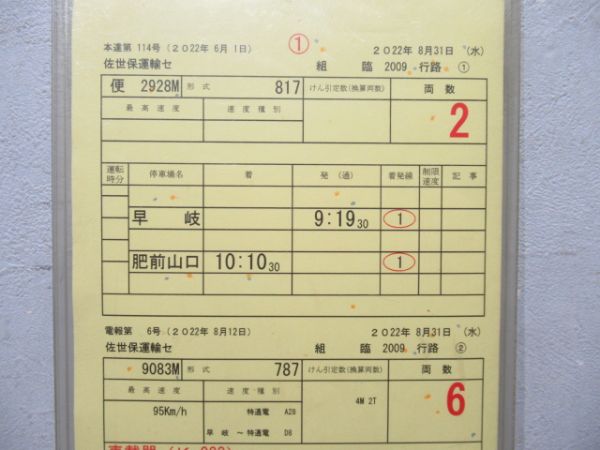 本達第 114号(2022年 6月 1日) ① 2022年 8月31日 (水)
佐世保運輸セ 組 臨 2009 行路 ①
便 2928M 形式 817 けん引定数(換算両数) 両数
最高速度 速度種別 2
運転時分 停車場名 着 発 (通) 着発線 制限速度 記事
早岐 9:19 30 1
肥前山口 10:10 30 1
電報第 6号(2022年 8月12日) 2022年 8月31日 (水)
佐世保運輸セ 組 臨 2009 行路 ②
9083M 形式 787 けん引定数(換算両数) 両数
最高速度 速度種別 4M 2T 6
95Km/h 特通電 A28
早岐 ~特通電 D6